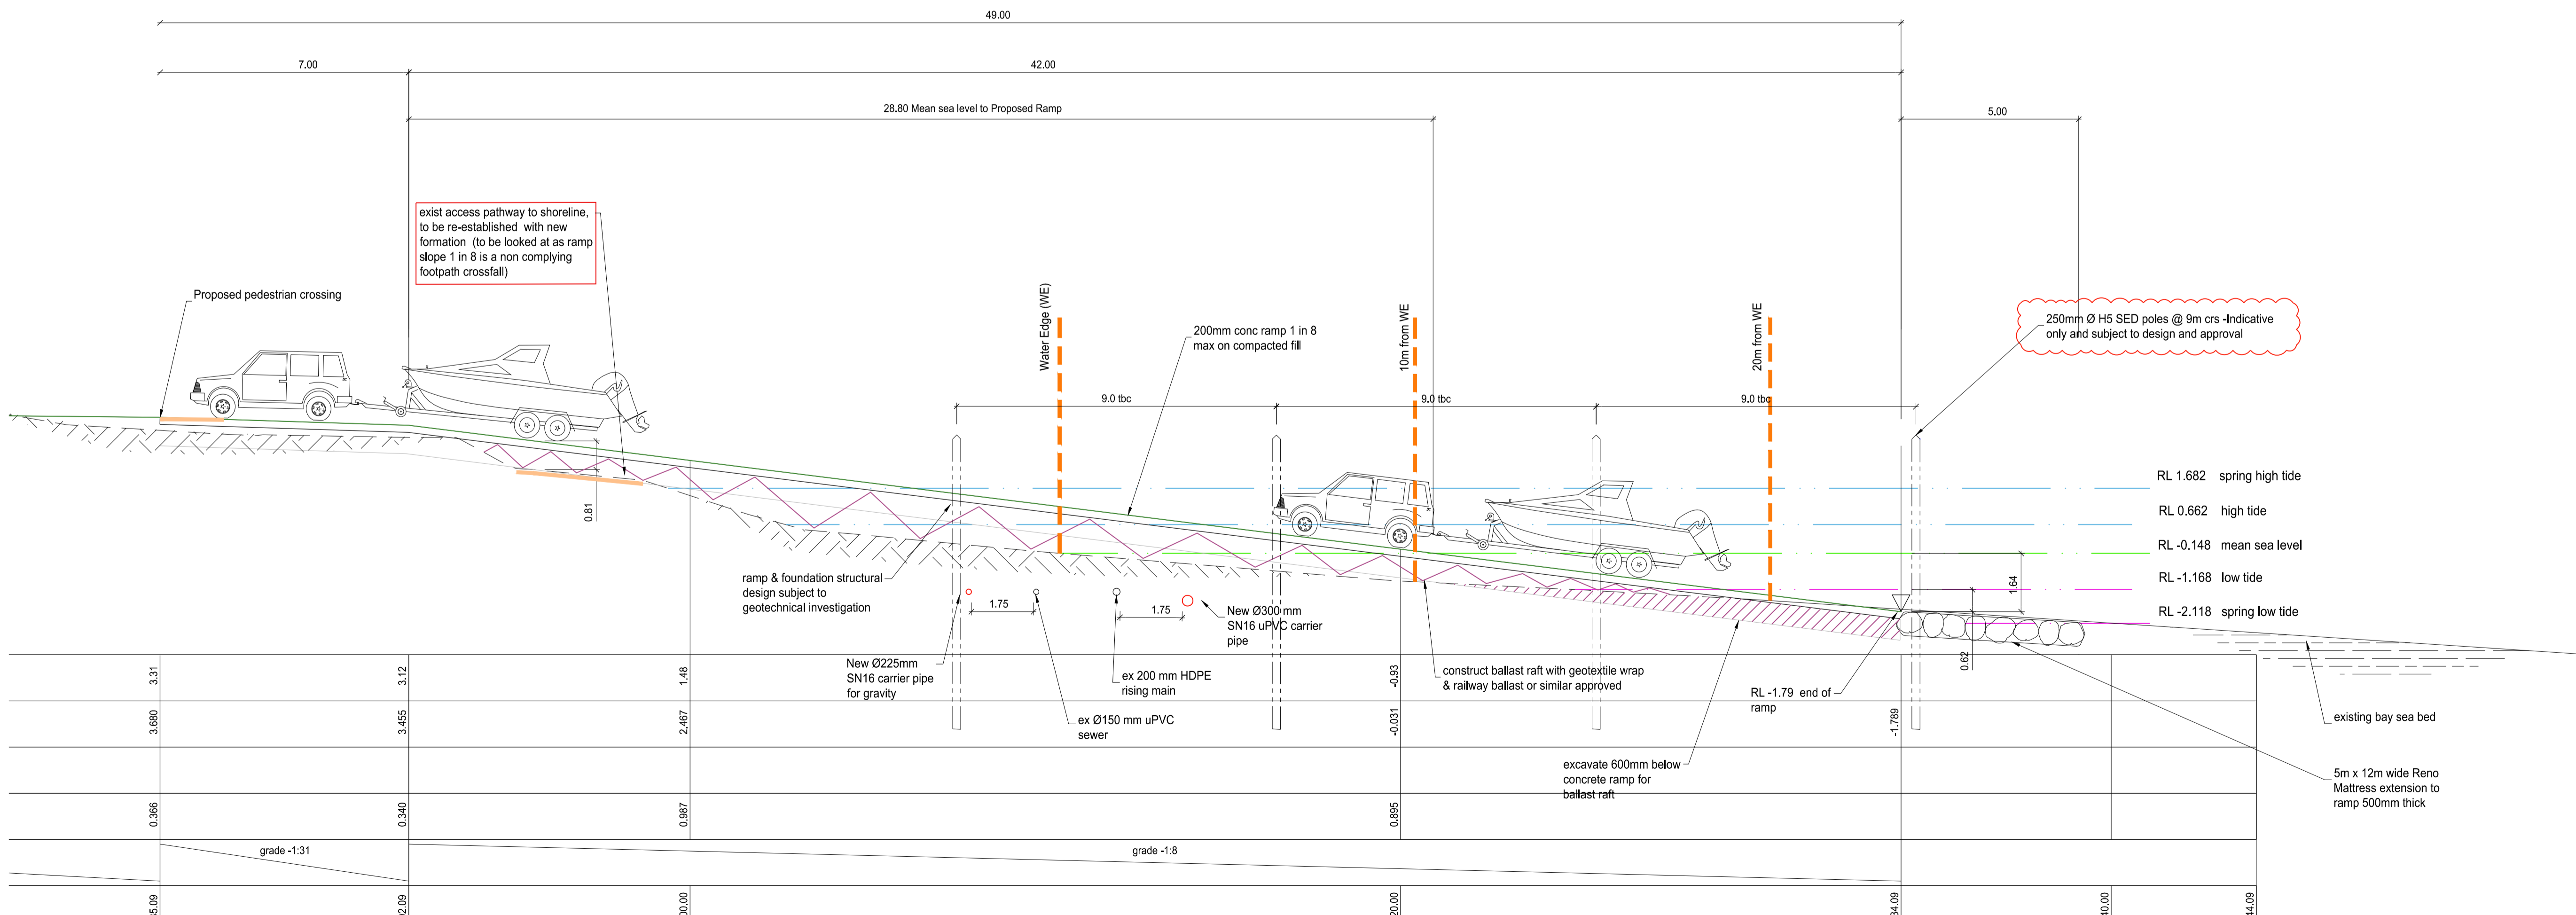 49.00
7.00
42.00
28.80 Mean sea level to Proposed Ramp
5.00
exist access pathway to shoreline,
to be re-established with new
formation (to be looked at as ramp
slope 1 in 8 is a non complying
footpath crossfall)
Proposed pedestrian crossing
Water Edge (WE)
200mm conc ramp 1 in 8
max on compacted fill
10m from WE
20m from WE
250mm Ø H5 SED poles @ 9m crs -Indicative
only and subject to design and approval
9.0 tbc
9.0 tbc
9.0 tbc
0.81
RL 1.682 spring high tide
RL 0.662 high tide
RL -0.148 mean sea level
RL -1.168 low tide
RL -2.118 spring low tide
1.64
0.62
ramp & foundation structural
design subject to
geotechnical investigation
1.75
1.75
New Ø300 mm
SN16 uPVC carrier
pipe
New Ø225mm
SN16 carrier pipe
for gravity
ex 200 mm HDPE
rising main
ex Ø150 mm uPVC
sewer
construct ballast raft with geotextile wrap
& railway ballast or similar approved
RL -1.79 end of
ramp
existing bay sea bed
excavate 600mm below
concrete ramp for
ballast raft
5m x 12m wide Reno
Mattress extension to
ramp 500mm thick
3.31
3.12
1.48
-0.93
3.680
3.455
2.467
-0.031
-1.789
0.366
0.340
0.987
0.895
grade -1:31
grade -1:8